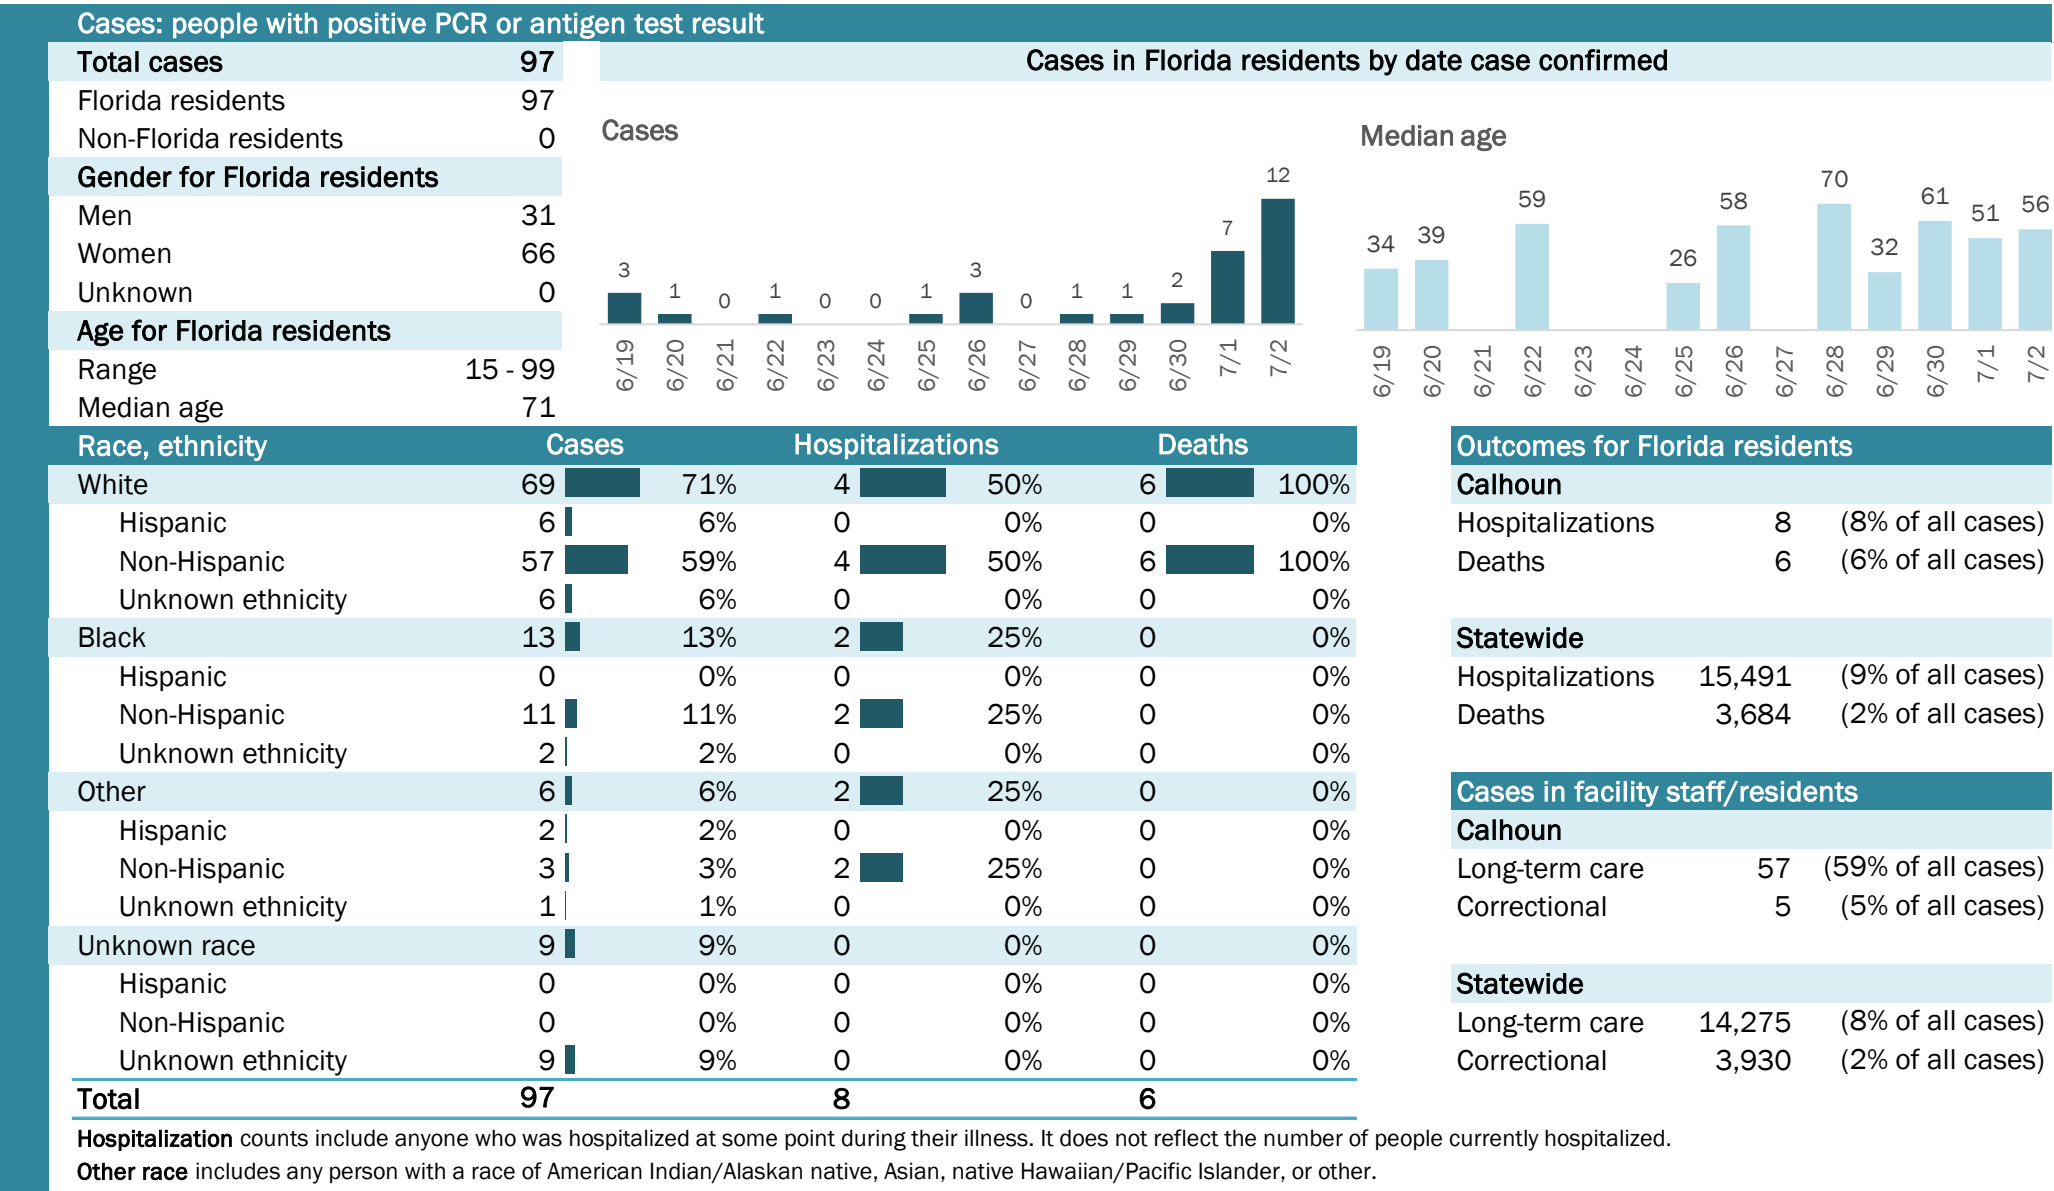 Cases: people with positive PCR or antigen test result
Total cases 97
Florida residents 97
Non-Florida residents 0
Gender for Florida residents
Men 31
Women 66
Unknown 0
Age for Florida residents
Range 15 - 99
Median age 71
Cases in Florida residents by date case confirmed
Cases
3 1 0 1 0 0 1 3 0 1 1 2 7 12
6/19 6/20 6/21 6/22 6/23 6/24 6/25 6/26 6/27 6/28 6/29 6/30 7/1 7/2
Median age
34 39 59 26 58 70 32 61 51 56
6/19 6/20 6/21 6/22 6/23 6/24 6/25 6/26 6/27 6/28 6/29 6/30 7/1 7/2
Race, ethnicity Cases Hospitalizations Deaths
White 69 71% 4 50% 6 100%
Hispanic 6 6% 0 0% 0 0%
Non-Hispanic 57 59% 4 50% 6 100%
Unknown ethnicity 6 6% 0 0% 0 0%
Black 13 13% 2 25% 0 0%
Hispanic 0 0% 0 0% 0 0%
Non-Hispanic 11 11% 2 25% 0 0%
Unknown ethnicity 2 2% 0 0% 0 0%
Other 6 6% 2 25% 0 0%
Hispanic 2 2% 0 0% 0 0%
Non-Hispanic 3 3% 2 25% 0 0%
Unknown ethnicity 1 1% 0 0% 0 0%
Unknown race 9 9% 0 0% 0 0%
Hispanic 0 0% 0 0% 0 0%
Non-Hispanic 0 0% 0 0% 0 0%
Unknown ethnicity 9 9% 0 0% 0 0%
Total 97 8 6
Outcomes for Florida residents
Calhoun
Hospitalizations 8 (8% of all cases)
Deaths 6 (6% of all cases)
Statewide
Hospitalizations 15,491 (9% of all cases)
Deaths 3,684 (2% of all cases)
Cases in facility staff/residents
Calhoun
Long-term care 57 (59% of all cases)
Correctional 5 (5% of all cases)
Statewide
Long-term care 14,275 (8% of all cases)
Correctional 3,930 (2% of all cases)
Hospitalization counts include anyone who was hospitalized at some point during their illness. It does not reflect the number of people currently hospitalized.
Other race includes any person with a race of American Indian/Alaskan native, Asian, native Hawaiian/Pacific Islander, or other.